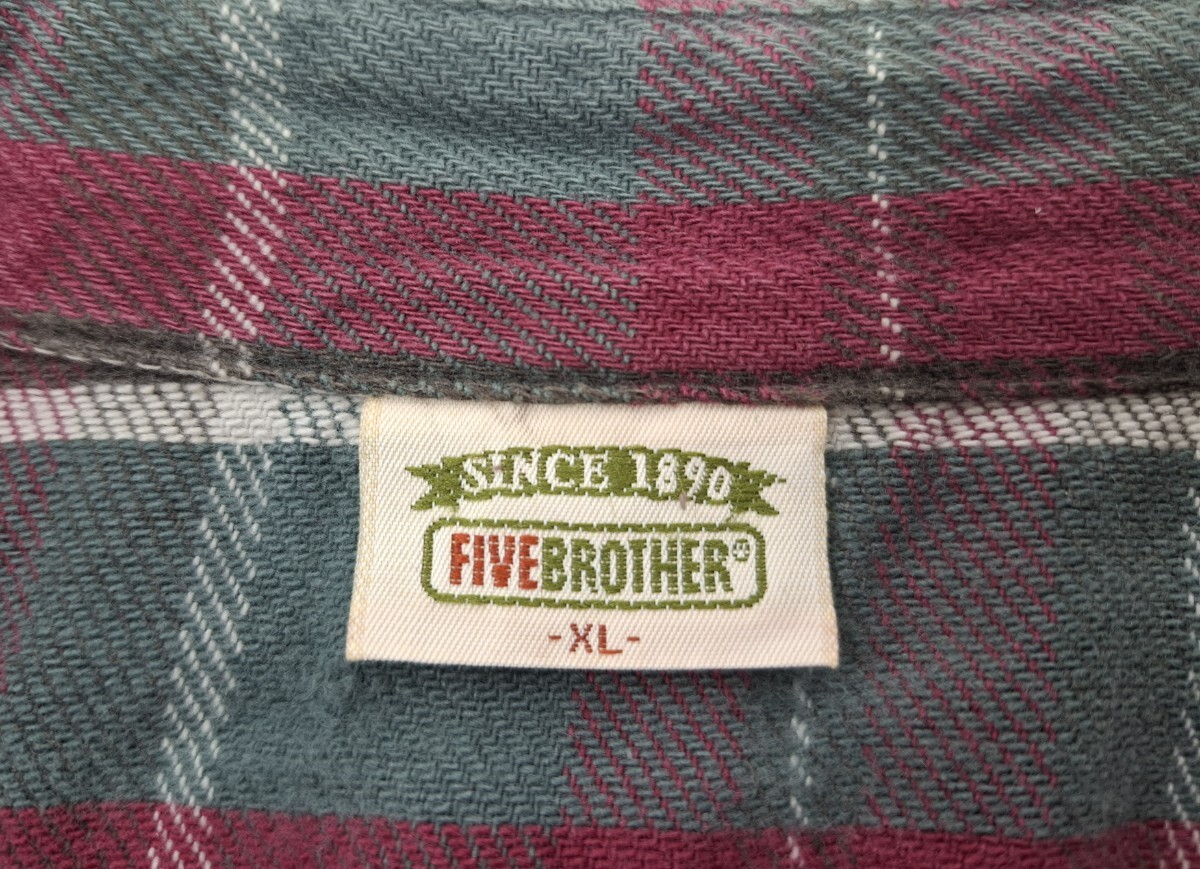 SINCE 1890
FIVEBROTHER®
-XL-